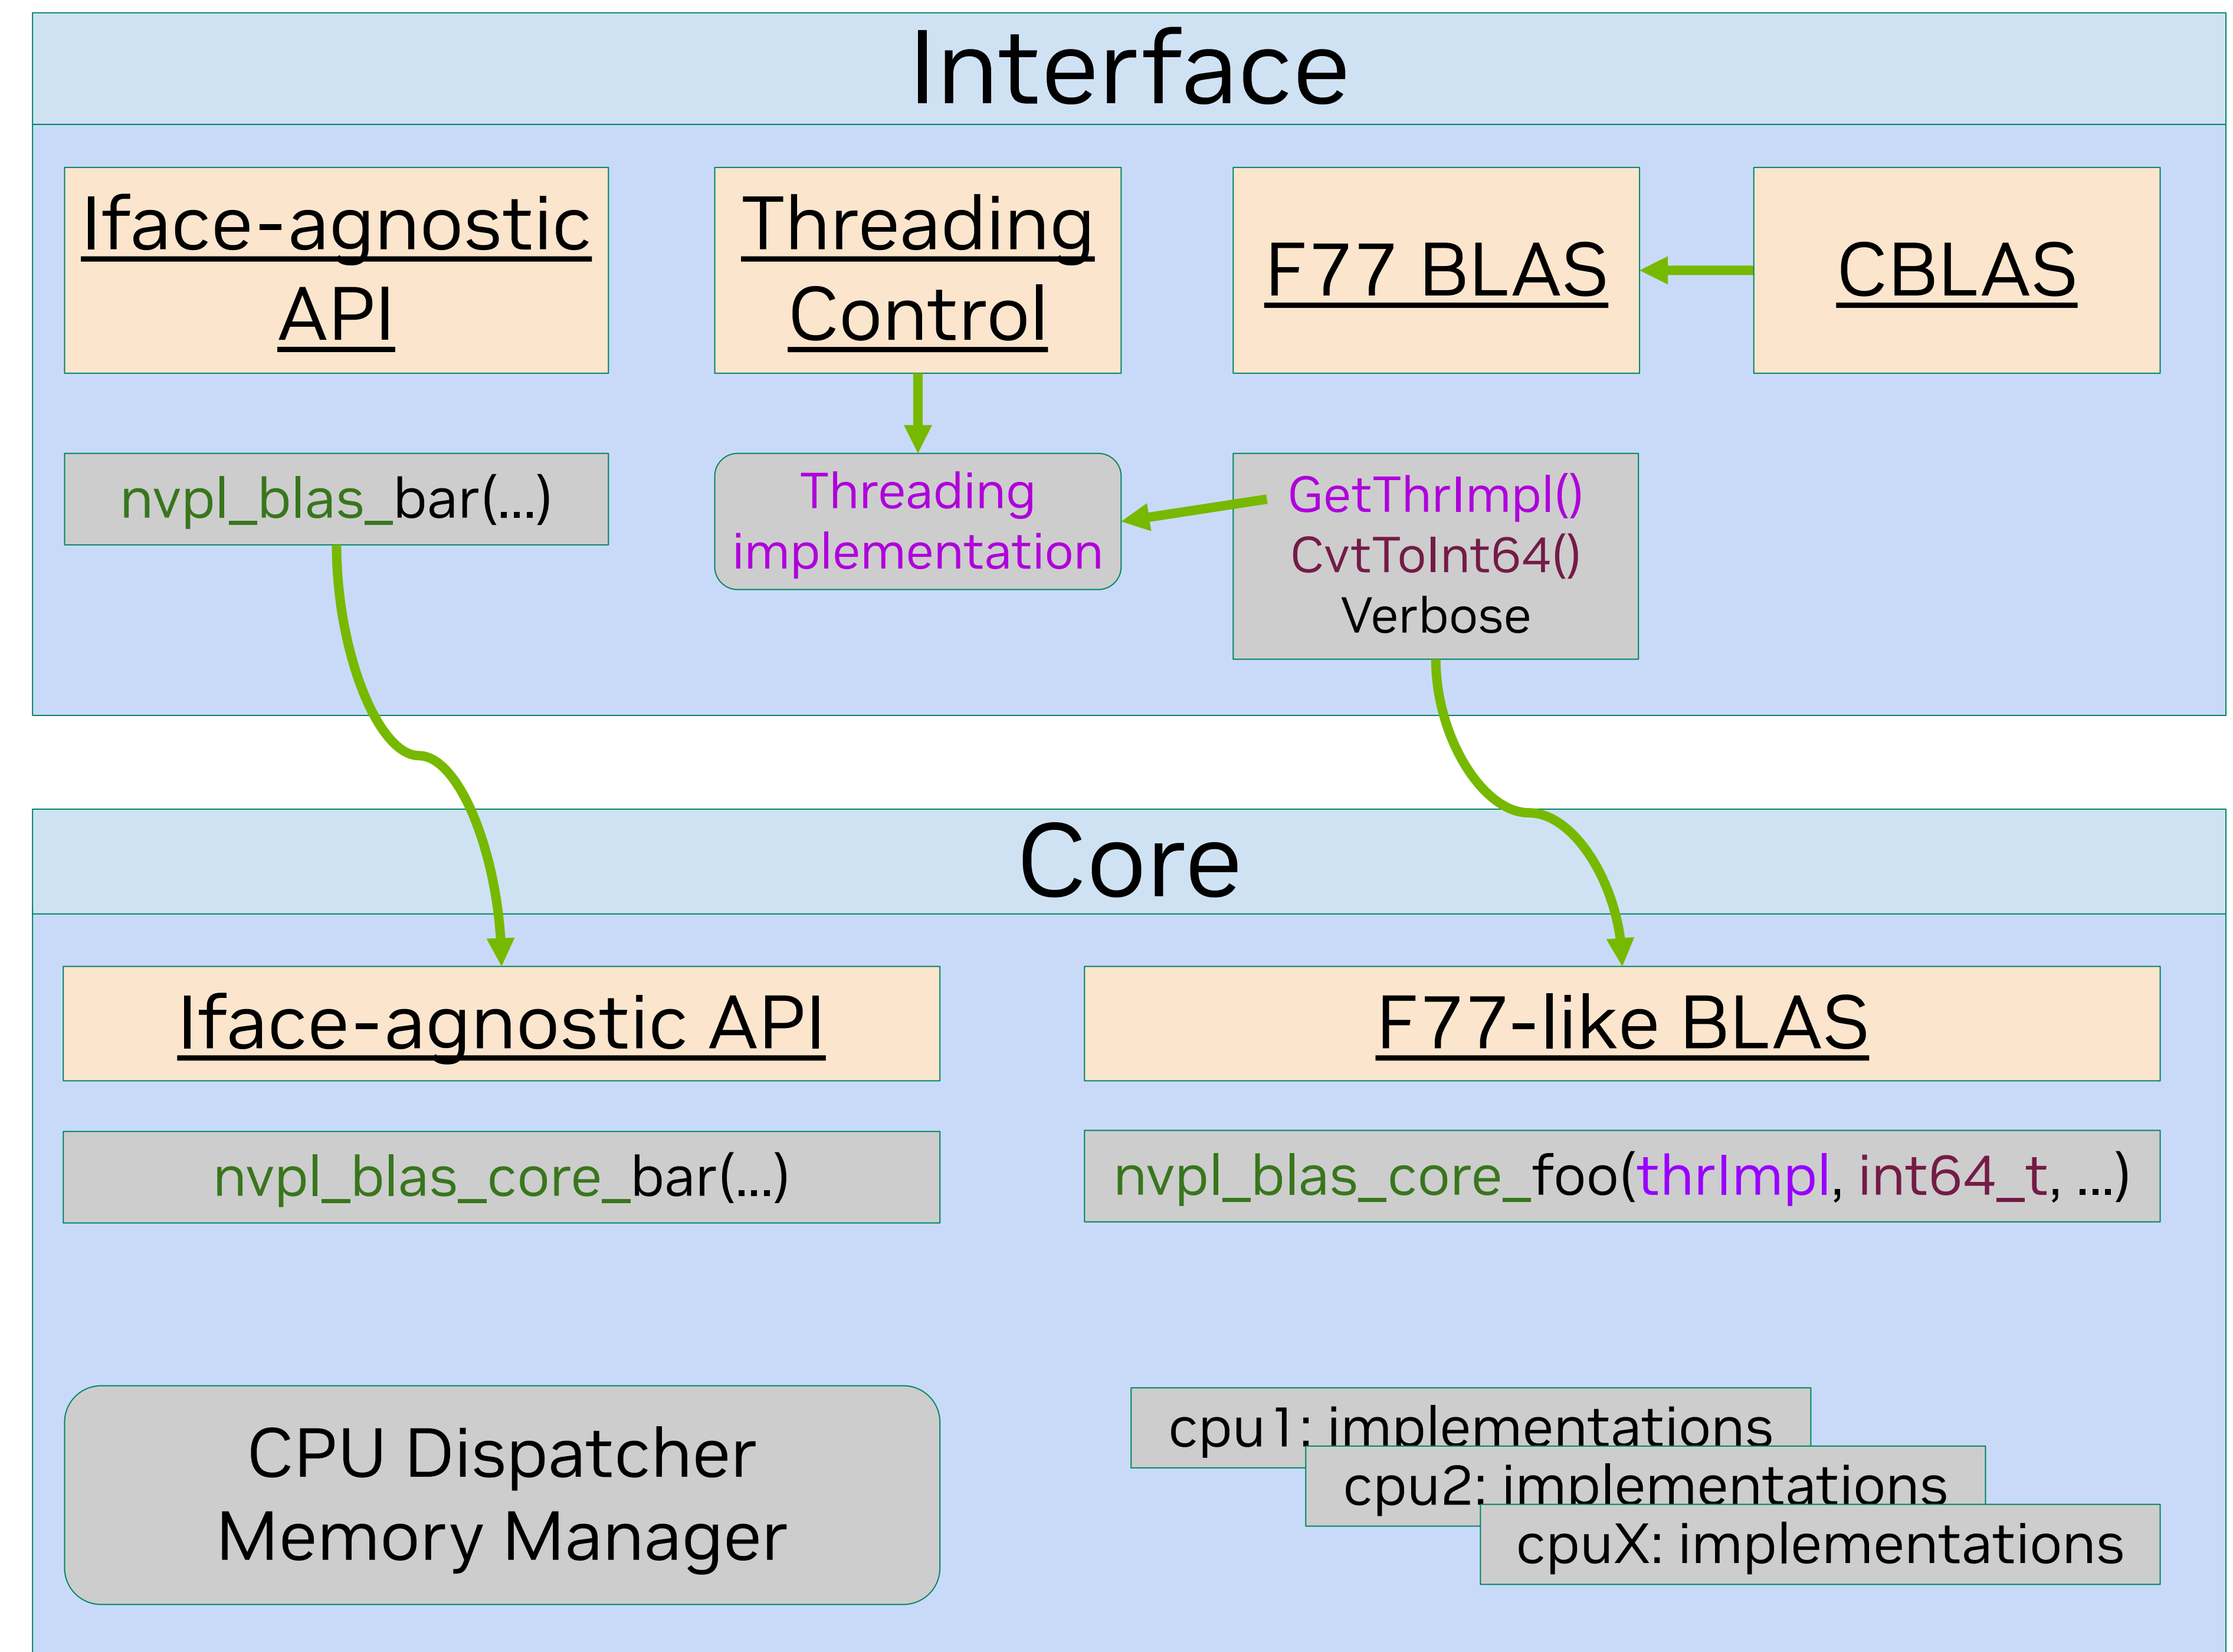 Interface
Iface-agnostic
API
Threading
Control
F77 BLAS
CBLAS
nvpl_blas_bar(...)
Threading
implementation
GetThrImpl()
CvtToInt64()
Verbose
Core
Iface-agnostic API
F77-like BLAS
nvpl_blas_core_bar(...)
nvpl_blas_core_foo(thrImpl, int64_t, ...)
CPU Dispatcher
Memory Manager
cpu1: implementations
cpu2: implementations
cpuX: implementations